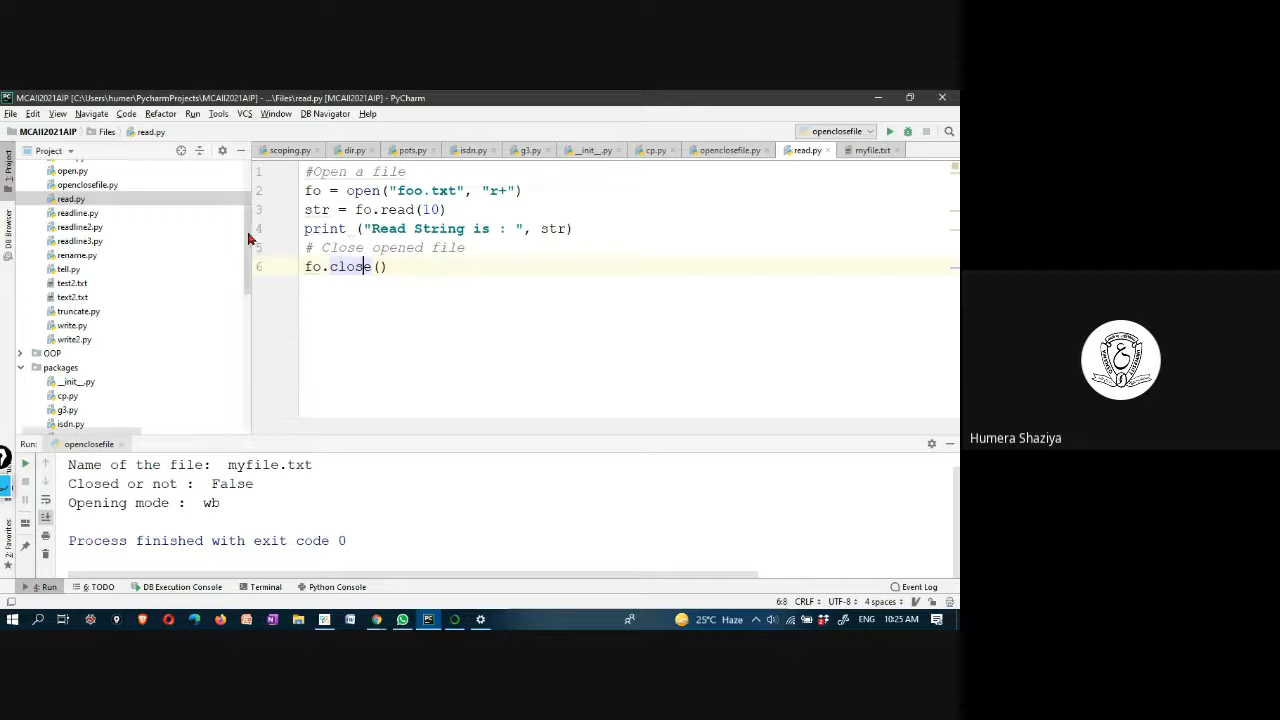 MCAII2021AIP [C:\Users\humer\PycharmProjects\MCAII2021AIP] - ...\Files\read.py [MCAII2021AIP] - PyCharm
File Edit View Navigate Code Refactor Run Tools VCS Window DB Navigator Help
MCAII2021AIP Files read.py openclosefile
Project scoping.py dir.py pots.py isdn.py g3.py __init__.py cp.py openclosefile.py read.py myfile.txt
1: Project
DB Browser
2: Favorites
open.py
openclosefile.py
read.py
readline.py
readline2.py
readline3.py
rename.py
tell.py
test2.txt
text2.txt
truncate.py
write.py
write2.py
OOP
packages
__init__.py
cp.py
g3.py
isdn.py
1 #Open a file
2 fo = open("foo.txt", "r+")
3 str = fo.read(10)
4 print ("Read String is : ", str)
5 # Close opened file
6 fo.close()
Humera Shaziya
Run: openclosefile
Name of the file: myfile.txt
Closed or not : False
Opening mode : wb
Process finished with exit code 0
4: Run 6: TODO DB Execution Console Terminal Python Console Event Log
6:8 CRLF UTF-8 4 spaces
25°C Haze ENG 10:25 AM